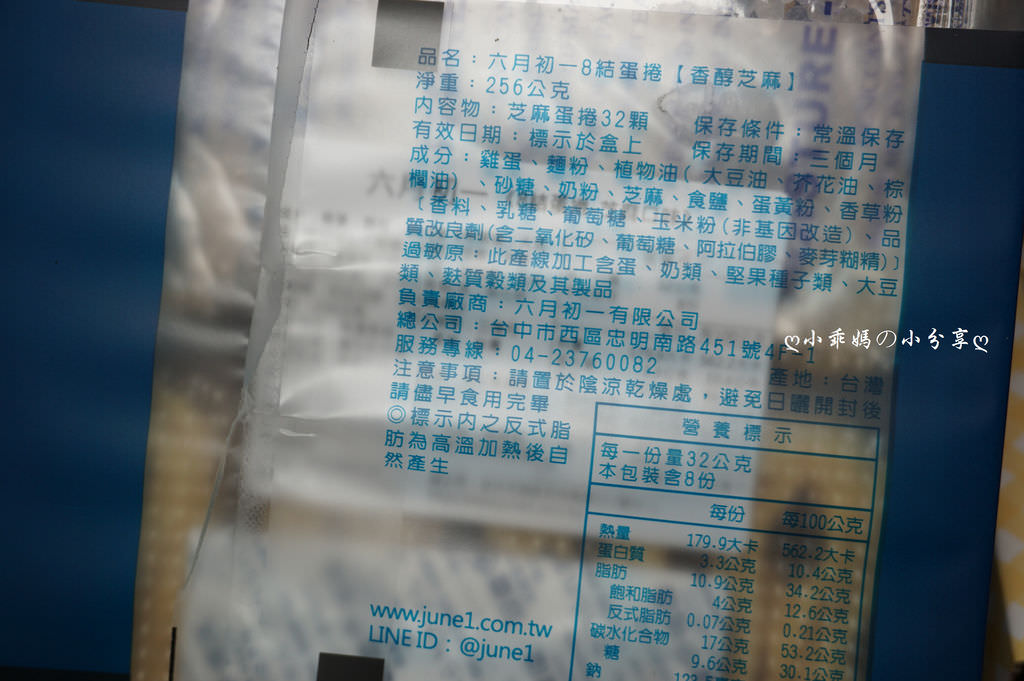 品名：六月初一8結蛋捲【香醇芝麻】
淨重：256公克
內容物：芝麻蛋捲32顆　保存條件：常溫保存
有效日期：標示於盒上　保存期間：三個月
成分：雞蛋、麵粉、植物油(大豆油、芥花油、棕
櫚油)、砂糖、奶粉、芝麻、食鹽、蛋黃粉、香草粉
〔香料、乳糖、葡萄糖、玉米粉(非基因改造)、品
質改良劑(含二氧化矽、葡萄糖、阿拉伯膠、麥芽糊精)〕
過敏原：此產線加工含蛋、奶類、堅果種子類、大豆
類、麩質穀類及其製品
負責廠商：六月初一有限公司
總公司：台中市西區忠明南路451號4F-1
服務專線：04-23760082　產地：台灣
注意事項：請置於陰涼乾燥處，避免日曬開封後
請儘早食用完畢
◎標示內之反式脂
肪為高溫加熱後自
然產生
營養標示
每一份量32公克
本包裝含8份
每份　每100公克
熱量　179.9大卡　562.2大卡
蛋白質　3.3公克　10.4公克
脂肪　10.9公克　34.2公克
飽和脂肪　4公克　12.6公克
反式脂肪　0.07公克　0.21公克
碳水化合物　17公克　53.2公克
糖　9.6公克　30.1公克
鈉
www.june1.com.tw
LINE ID：@june1
ღ小乖媽の小分享ღ